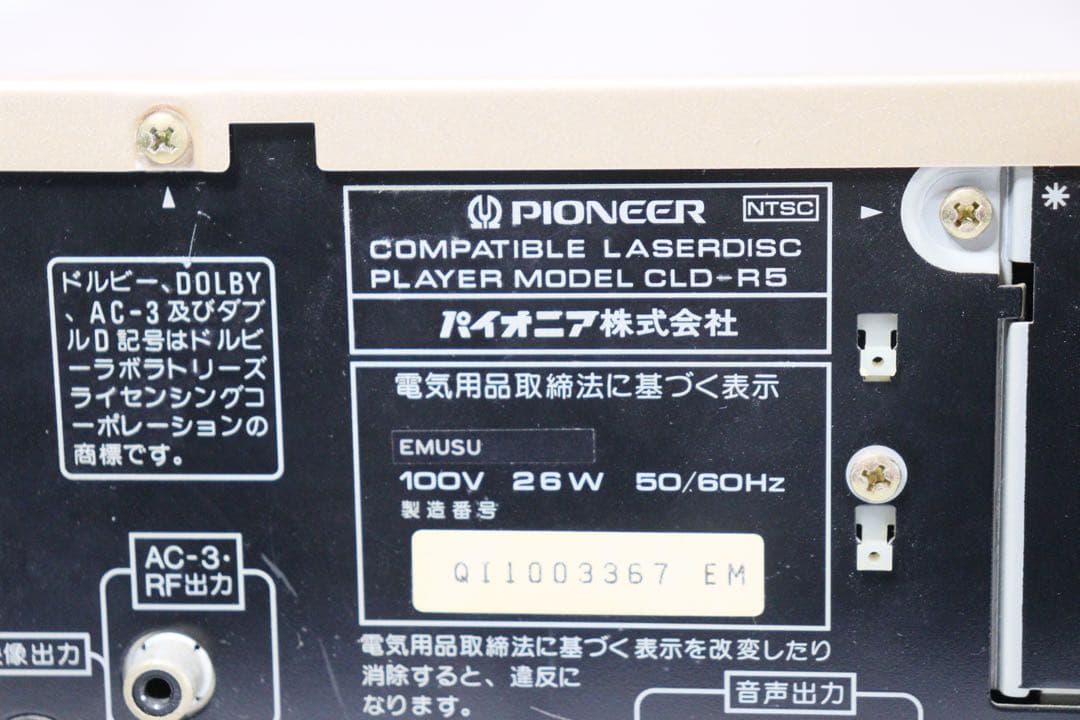 PIONEER NTSC
COMPATIBLE LASERDISC
PLAYER MODEL CLD-R5
パイオニア株式会社
ドルビー、DOLBY
、AC-3及びダブ
ルD記号はドルビ
ーラボラトリーズ
ライセンシングコ
ーポレーションの
商標です。
電気用品取締法に基づく表示
EMUSU
100V 26W 50/60Hz
製造番号
QI1003367 EM
AC-3・
RF出力
像出力
電気用品取締法に基づく表示を改変したり
消除すると、違反に
なります。
音声出力